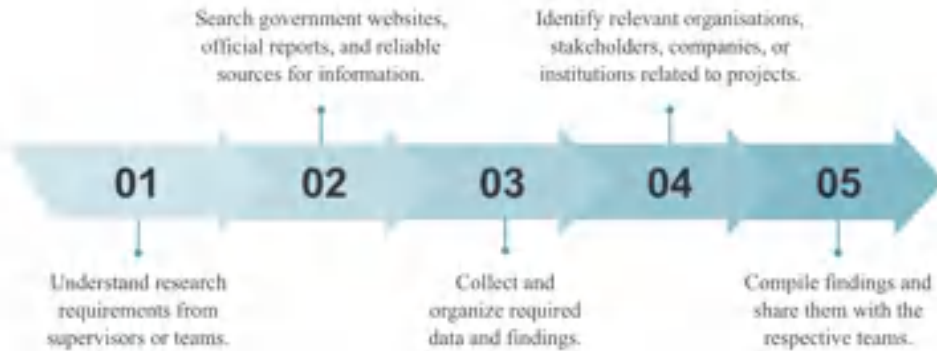 Search government websites,
official reports, and reliable
sources for information.
Identify relevant organisations,
stakeholders, companies, or
institutions related to projects.
01
02
03
04
05
Understand research
requirements from
supervisors or teams.
Collect and
organize required
data and findings.
Compile findings and
share them with the
respective teams.